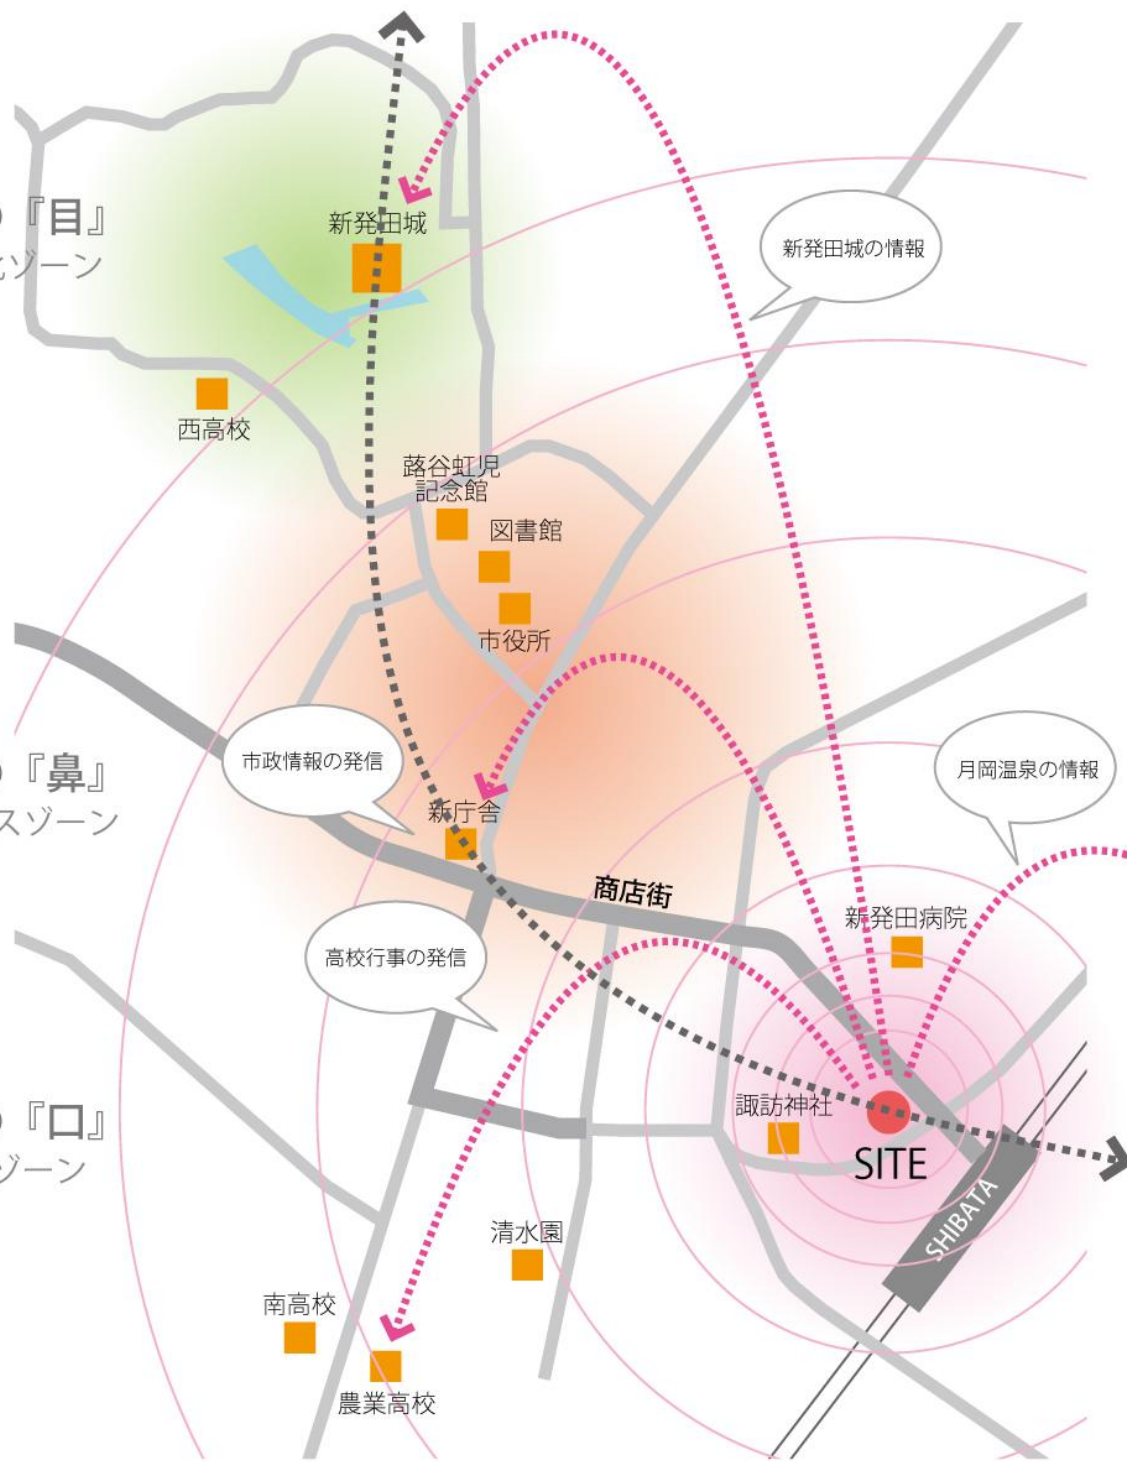 『目』
新発田城
ゾーン
新発田城の情報
西高校
蕗谷虹児
記念館
図書館
市役所
『鼻』
スゾーン
市政情報の発信
月岡温泉の情報
新庁舎
商店街
新発田病院
高校行事の発信
『口』
ゾーン
諏訪神社
SITE
SHIBATA
清水園
南高校
農業高校